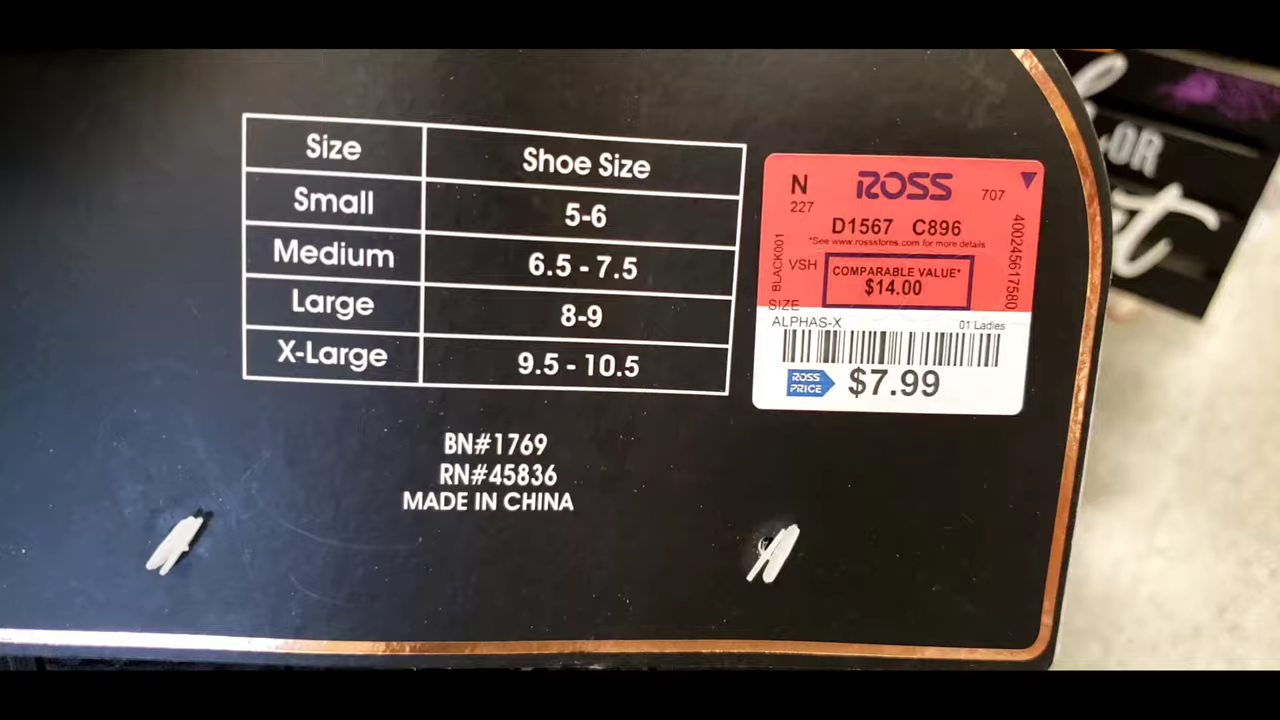 Size Shoe Size
Small 5-6
Medium 6.5 - 7.5
Large 8-9
X-Large 9.5 - 10.5
BN#1769
RN#45836
MADE IN CHINA
N ROSS 707
227
D1567 C896
*See www.rossstores.com for more details
BLACK001
VSH
COMPARABLE VALUE*
$14.00
400245617580
SIZE
ALPHAS-X 01 Ladies
ROSS PRICE $7.99
OR